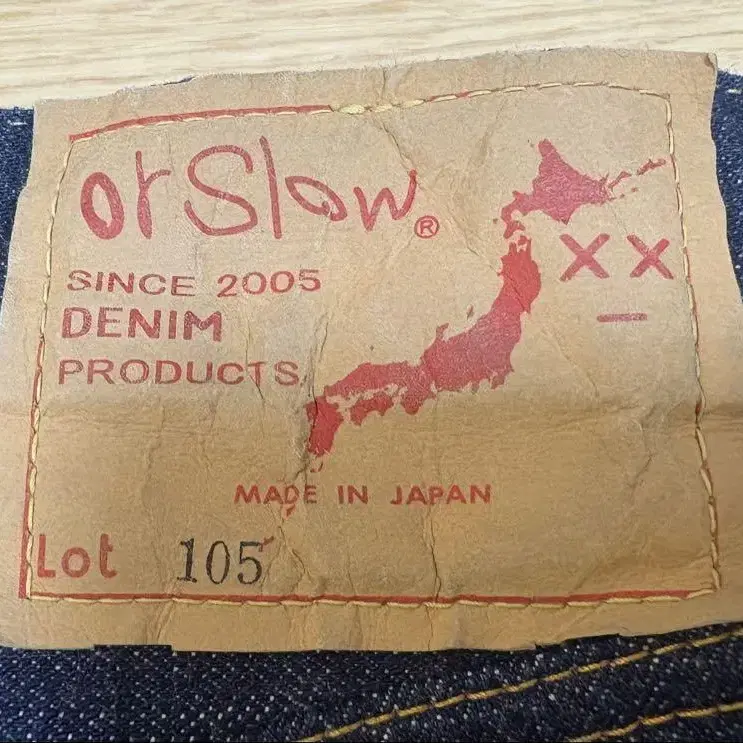 orSlow®
XX
SINCE 2005
DENIM
PRODUCTS
MADE IN JAPAN
Lot 105